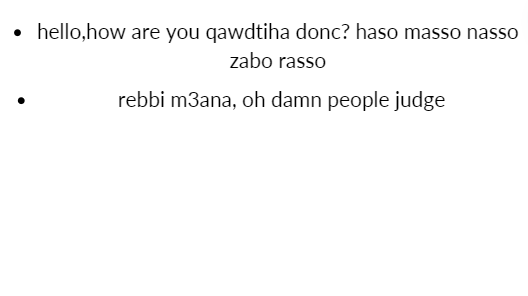 • hello,how are you qawdtiha donc? haso masso nasso
zabo rasso
• rebbi m3ana, oh damn people judge